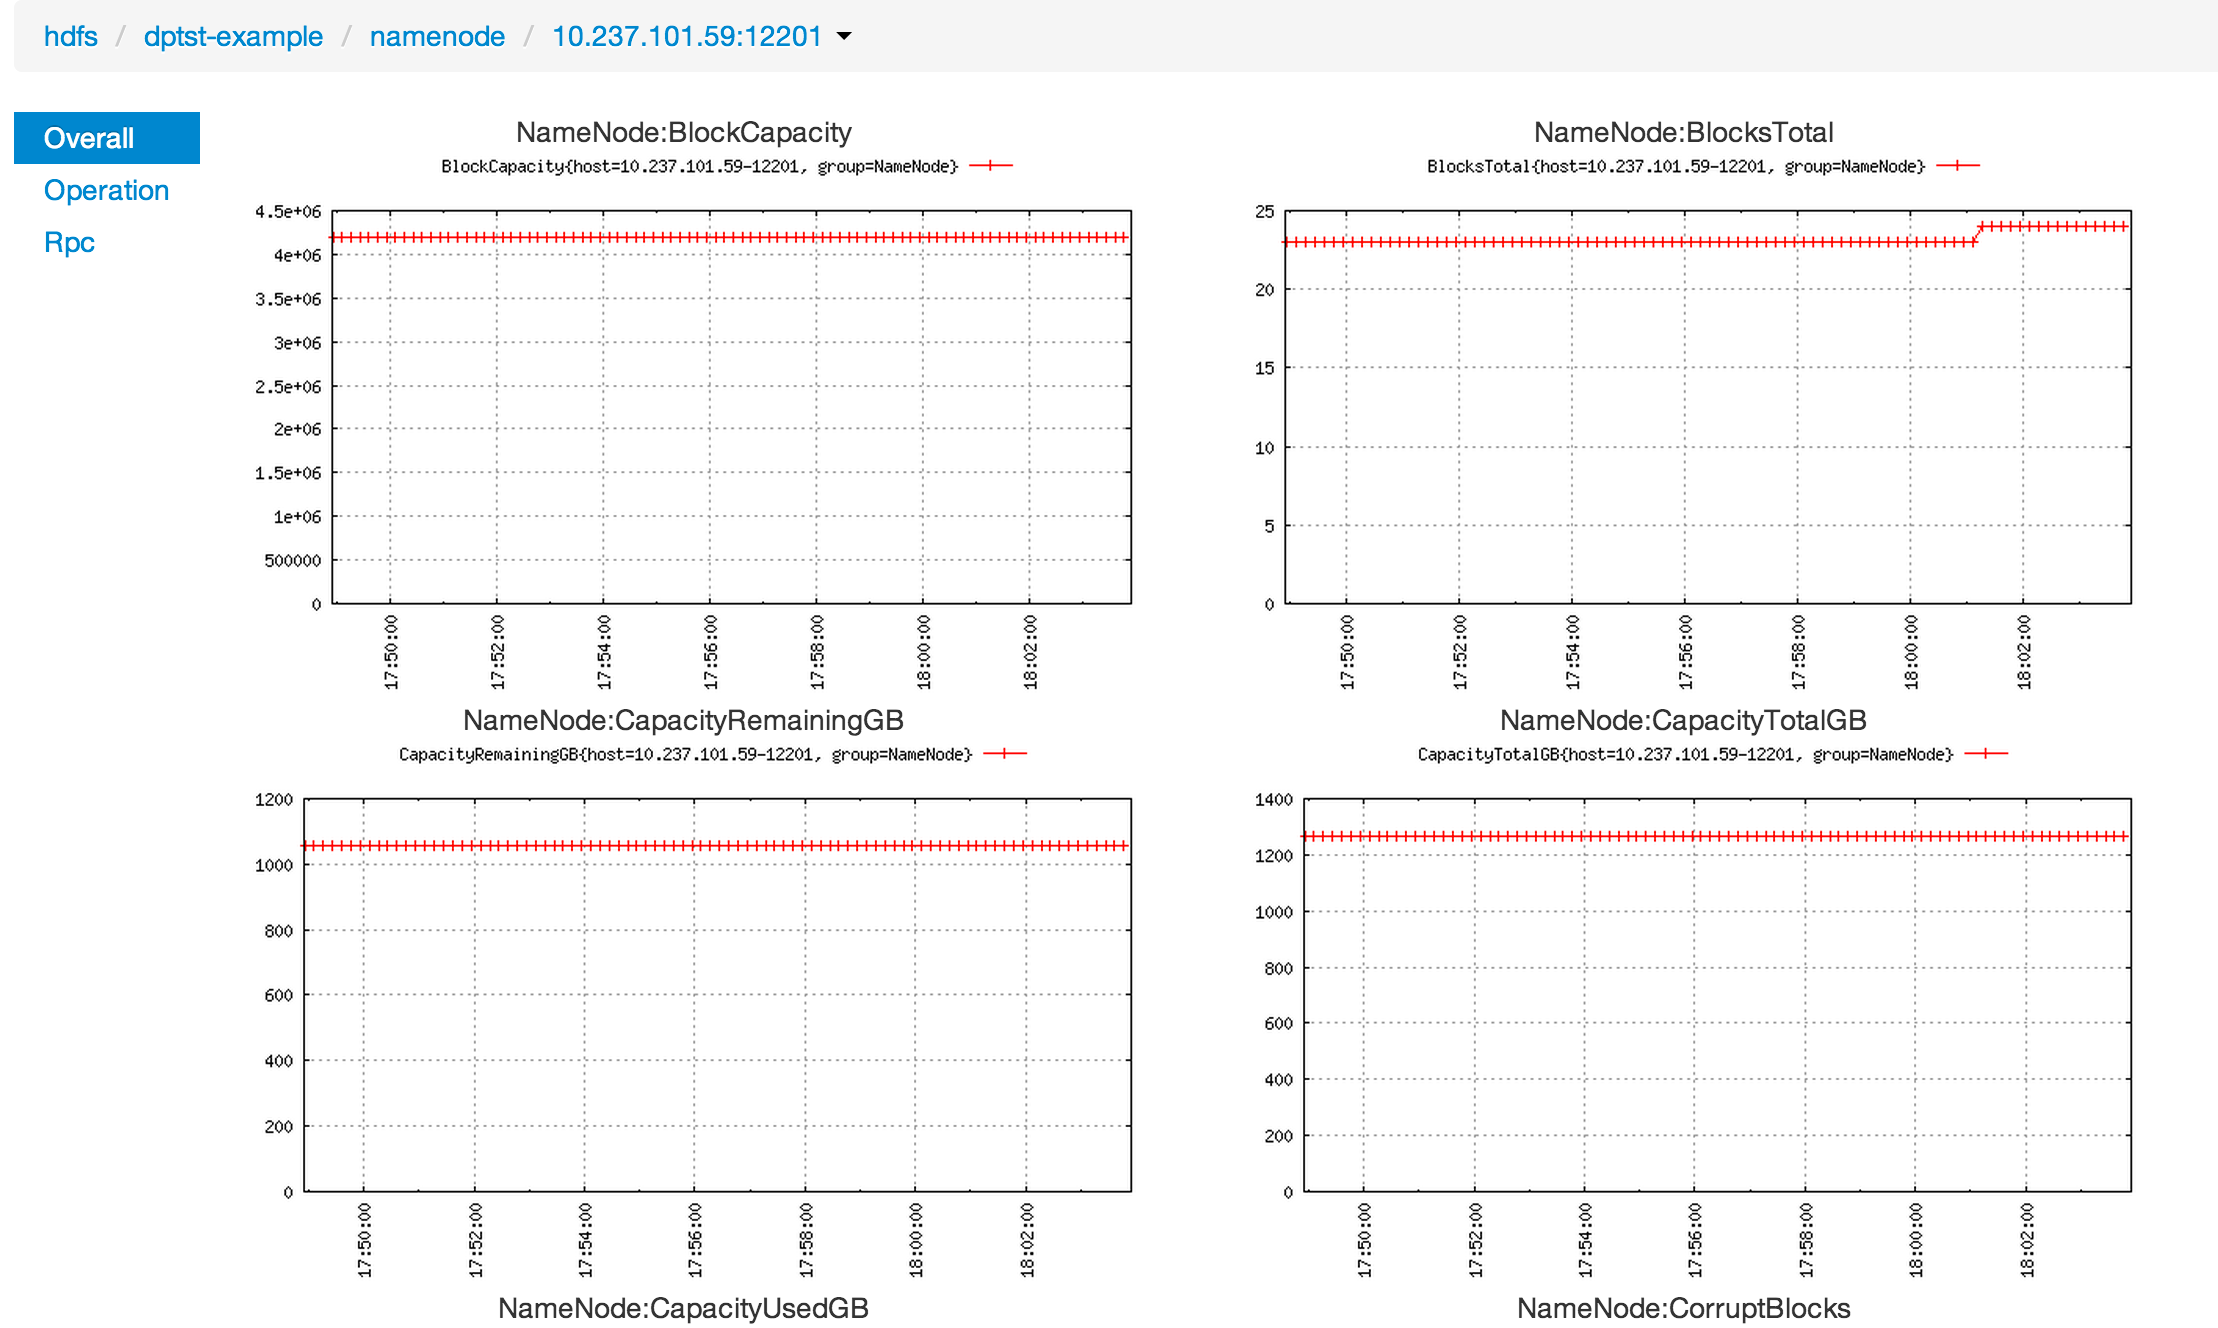 hdfs / dptst-example / namenode / 10.237.101.59:12201
Overall
Operation
Rpc
NameNode:BlockCapacity
BlockCapacity{host=10.237.101.59-12201, group=NameNode}
4.5e+06
4e+06
3.5e+06
3e+06
2.5e+06
2e+06
1.5e+06
1e+06
500000
0
17:50:00 17:52:00 17:54:00 17:56:00 17:58:00 18:00:00 18:02:00
NameNode:BlocksTotal
BlocksTotal{host=10.237.101.59-12201, group=NameNode}
25
20
15
10
5
0
17:50:00 17:52:00 17:54:00 17:56:00 17:58:00 18:00:00 18:02:00
NameNode:CapacityRemainingGB
CapacityRemainingGB{host=10.237.101.59-12201, group=NameNode}
1200
1000
800
600
400
200
0
17:50:00 17:52:00 17:54:00 17:56:00 17:58:00 18:00:00 18:02:00
NameNode:CapacityTotalGB
CapacityTotalGB{host=10.237.101.59-12201, group=NameNode}
1400
1200
1000
800
600
400
200
0
17:50:00 17:52:00 17:54:00 17:56:00 17:58:00 18:00:00 18:02:00
NameNode:CapacityUsedGB
NameNode:CorruptBlocks